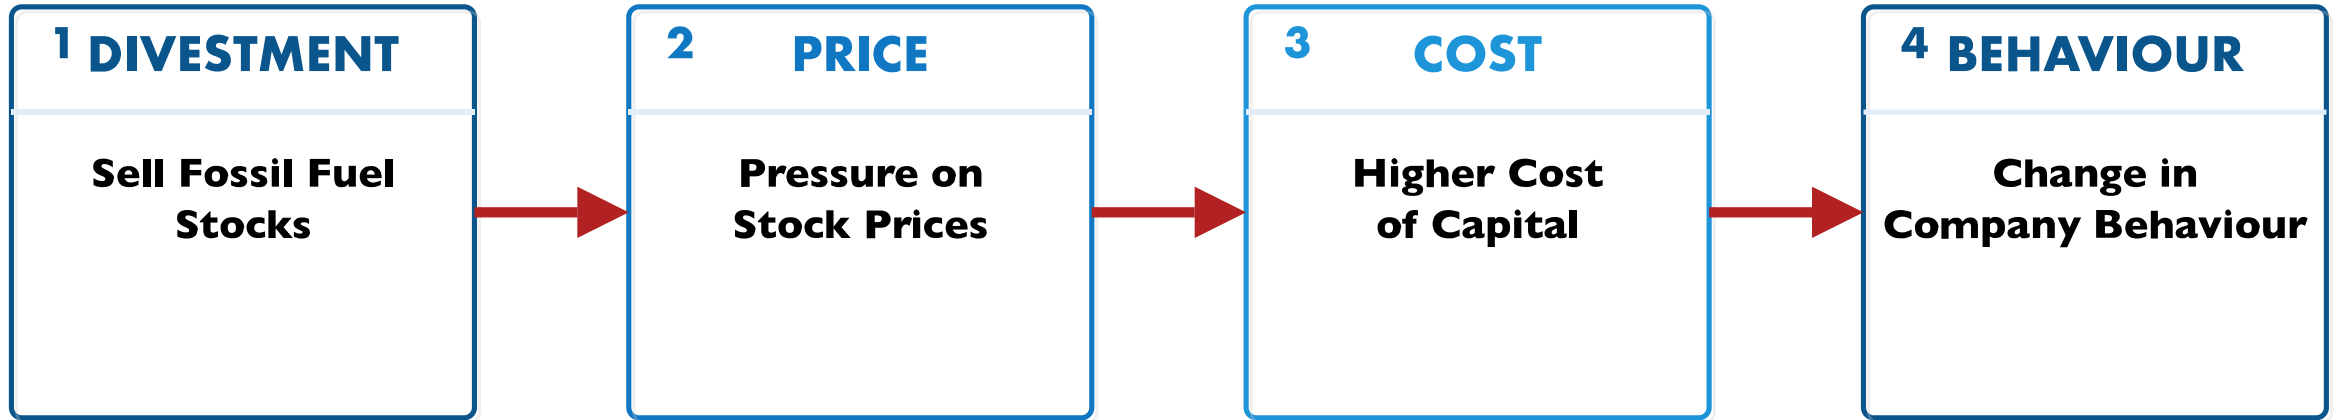 1 DIVESTMENT
Sell Fossil Fuel
Stocks
2 PRICE
Pressure on
Stock Prices
3 COST
Higher Cost
of Capital
4 BEHAVIOUR
Change in
Company Behaviour